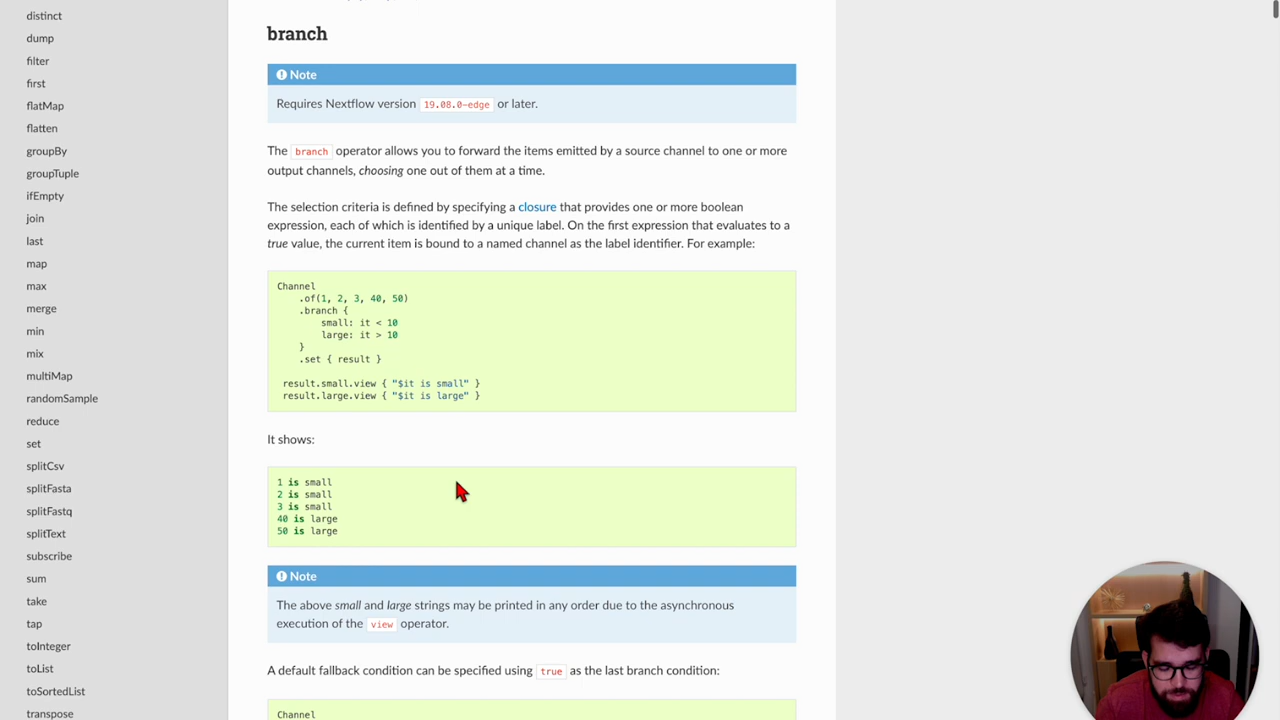 distinct
dump
filter
first
flatMap
flatten
groupBy
groupTuple
ifEmpty
join
last
map
max
merge
min
mix
multiMap
randomSample
reduce
set
splitCsv
splitFasta
splitFastq
splitText
subscribe
sum
take
tap
toInteger
toList
toSortedList
transpose
branch
Note
Requires Nextflow version 19.08.0-edge or later.
The branch operator allows you to forward the items emitted by a source channel to one or more
output channels, choosing one out of them at a time.
The selection criteria is defined by specifying a closure that provides one or more boolean
expression, each of which is identified by a unique label. On the first expression that evaluates to a
true value, the current item is bound to a named channel as the label identifier. For example:
Channel
.of(1, 2, 3, 40, 50)
.branch {
small: it < 10
large: it > 10
}
.set { result }
result.small.view { "$it is small" }
result.large.view { "$it is large" }
It shows:
1 is small
2 is small
3 is small
40 is large
50 is large
Note
The above small and large strings may be printed in any order due to the asynchronous
execution of the view operator.
A default fallback condition can be specified using true as the last branch condition:
Channel